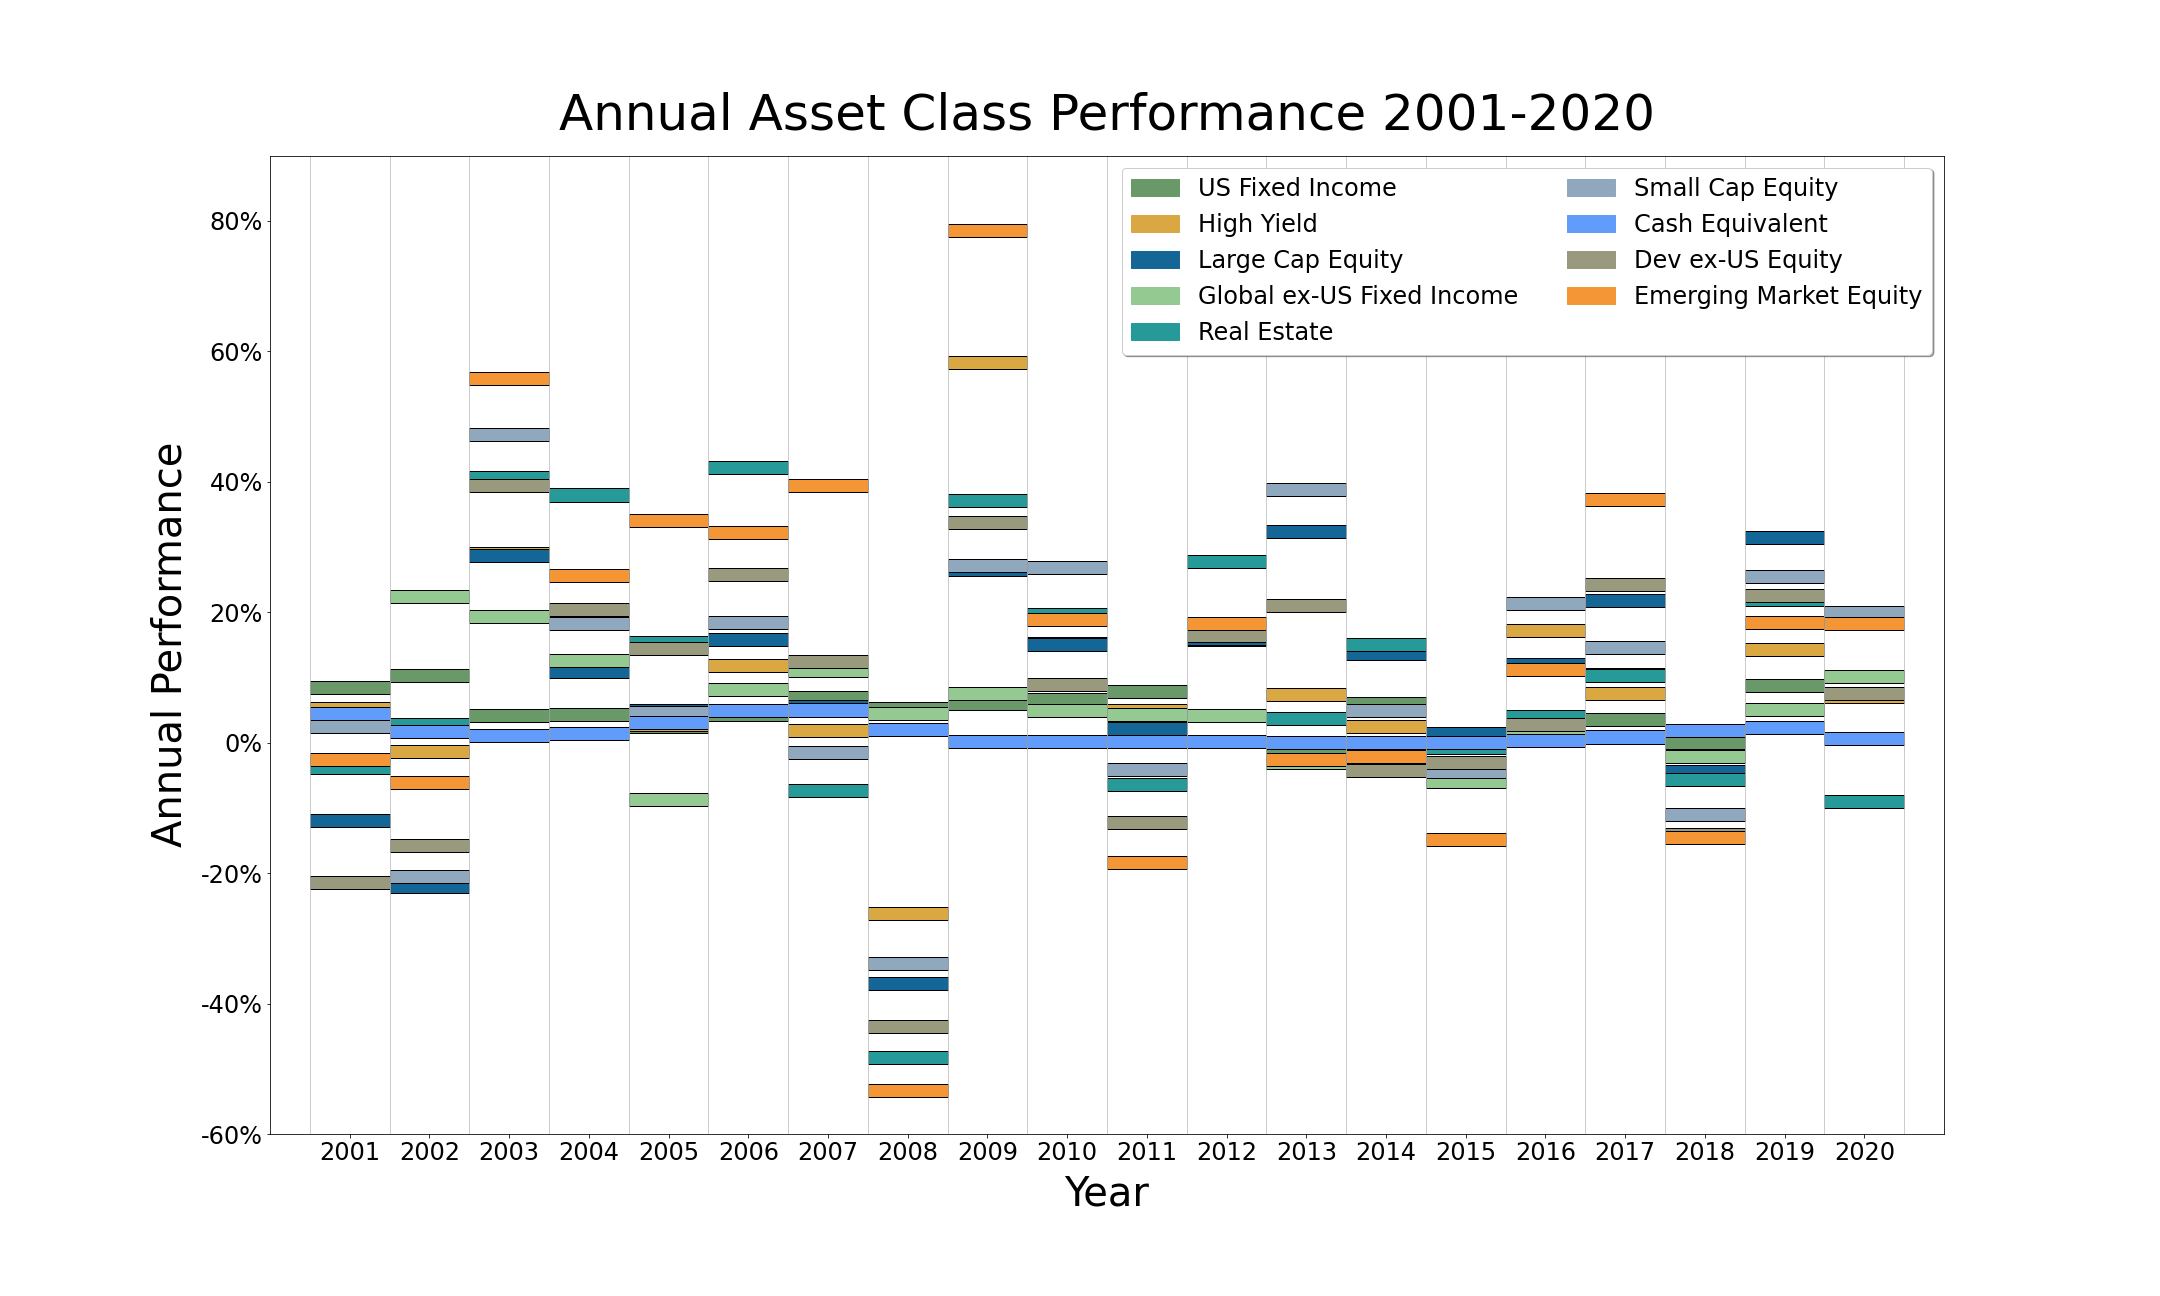 Annual Asset Class Performance 2001-2020
Annual Performance
80%
60%
40%
20%
0%
-20%
-40%
-60%
US Fixed Income
High Yield
Large Cap Equity
Global ex-US Fixed Income
Real Estate
Small Cap Equity
Cash Equivalent
Dev ex-US Equity
Emerging Market Equity
2001 2002 2003 2004 2005 2006 2007 2008 2009 2010 2011 2012 2013 2014 2015 2016 2017 2018 2019 2020
Year